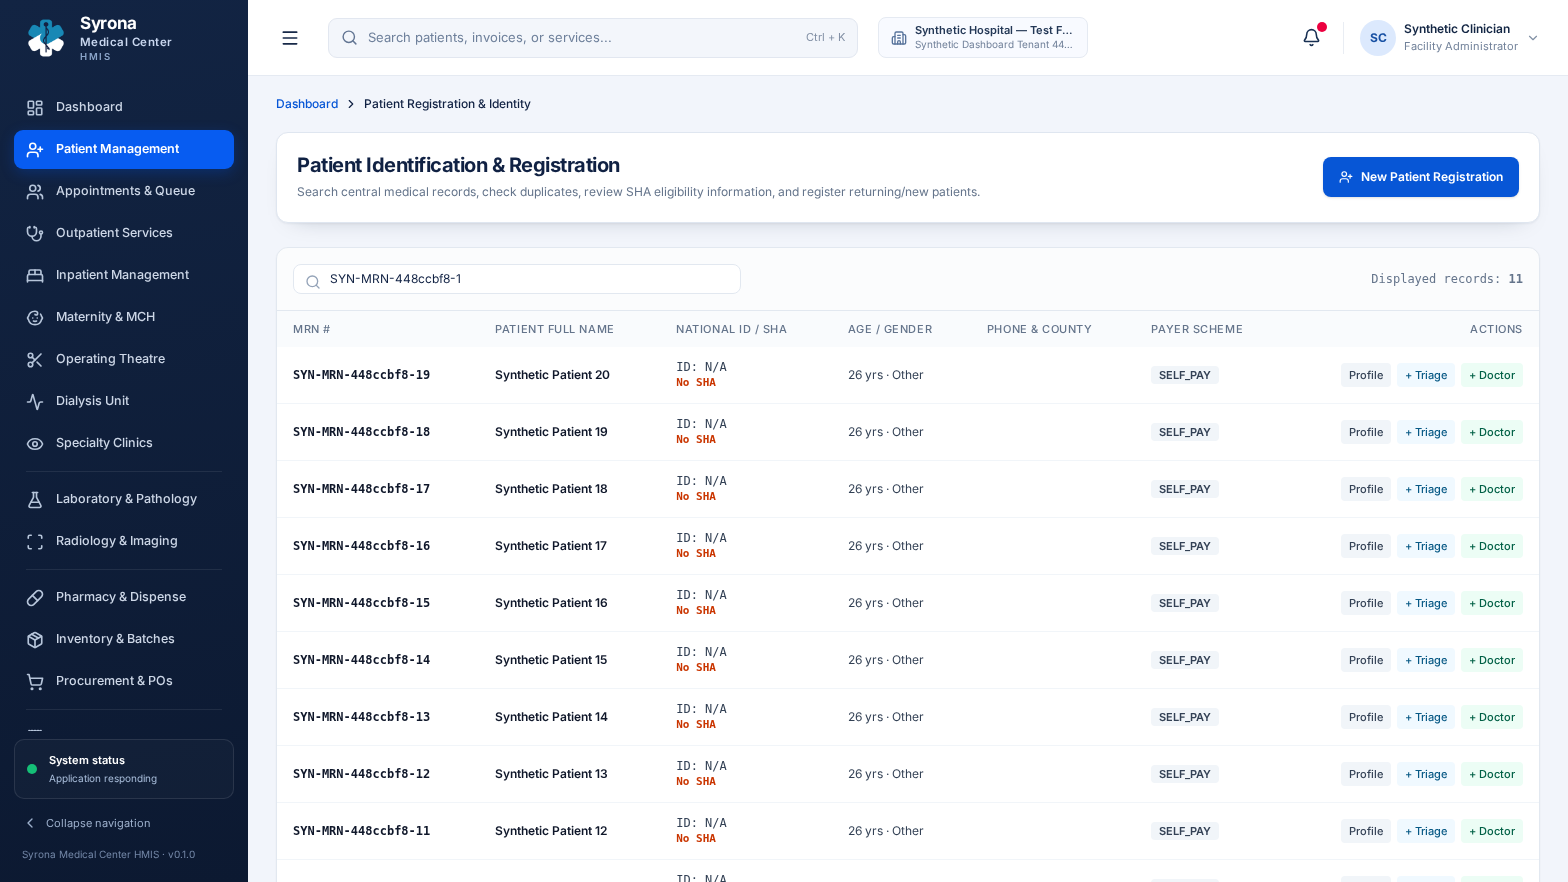 Syrona
Medical Center
HMIS
Search patients, invoices, or services...
Ctrl + K
Synthetic Hospital — Test F...
Synthetic Dashboard Tenant 44...
SC
Synthetic Clinician
Facility Administrator
Dashboard
Patient Management
Appointments & Queue
Outpatient Services
Inpatient Management
Maternity & MCH
Operating Theatre
Dialysis Unit
Specialty Clinics
Laboratory & Pathology
Radiology & Imaging
Pharmacy & Dispense
Inventory & Batches
Procurement & POs
System status
Application responding
Collapse navigation
Syrona Medical Center HMIS · v0.1.0
Dashboard > Patient Registration & Identity
Patient Identification & Registration
Search central medical records, check duplicates, review SHA eligibility information, and register returning/new patients.
New Patient Registration
SYN-MRN-448ccbf8-1
Displayed records: 11
MRN # PATIENT FULL NAME NATIONAL ID / SHA AGE / GENDER PHONE & COUNTY PAYER SCHEME ACTIONS
SYN-MRN-448ccbf8-19 Synthetic Patient 20 ID: N/A 26 yrs · Other SELF_PAY Profile + Triage + Doctor
No SHA
SYN-MRN-448ccbf8-18 Synthetic Patient 19 ID: N/A 26 yrs · Other SELF_PAY Profile + Triage + Doctor
No SHA
SYN-MRN-448ccbf8-17 Synthetic Patient 18 ID: N/A 26 yrs · Other SELF_PAY Profile + Triage + Doctor
No SHA
SYN-MRN-448ccbf8-16 Synthetic Patient 17 ID: N/A 26 yrs · Other SELF_PAY Profile + Triage + Doctor
No SHA
SYN-MRN-448ccbf8-15 Synthetic Patient 16 ID: N/A 26 yrs · Other SELF_PAY Profile + Triage + Doctor
No SHA
SYN-MRN-448ccbf8-14 Synthetic Patient 15 ID: N/A 26 yrs · Other SELF_PAY Profile + Triage + Doctor
No SHA
SYN-MRN-448ccbf8-13 Synthetic Patient 14 ID: N/A 26 yrs · Other SELF_PAY Profile + Triage + Doctor
No SHA
SYN-MRN-448ccbf8-12 Synthetic Patient 13 ID: N/A 26 yrs · Other SELF_PAY Profile + Triage + Doctor
No SHA
SYN-MRN-448ccbf8-11 Synthetic Patient 12 ID: N/A 26 yrs · Other SELF_PAY Profile + Triage + Doctor
No SHA
ID: N/A